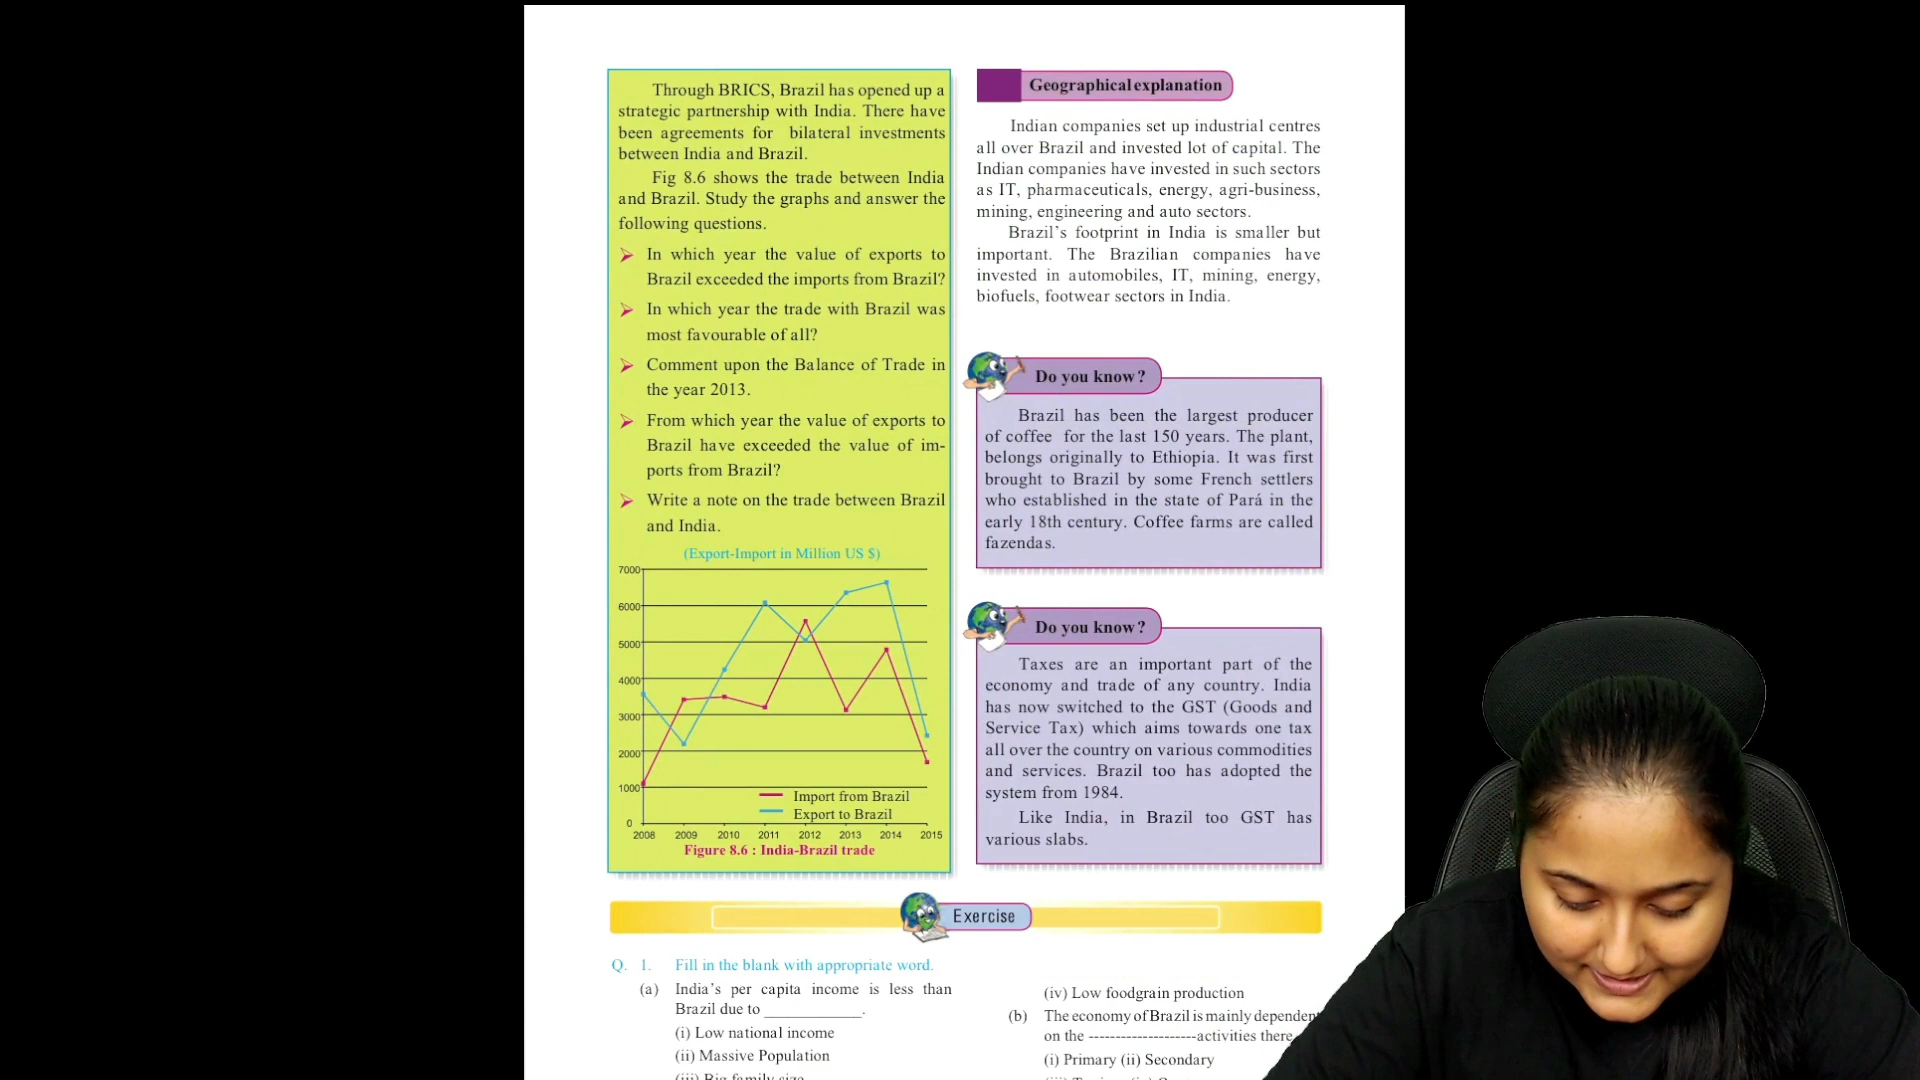 Through BRICS, Brazil has opened up a
strategic partnership with India. There have
been agreements for bilateral investments
between India and Brazil.
Fig 8.6 shows the trade between India
and Brazil. Study the graphs and answer the
following questions.
In which year the value of exports to
Brazil exceeded the imports from Brazil?
In which year the trade with Brazil was
most favourable of all?
Comment upon the Balance of Trade in
the year 2013.
From which year the value of exports to
Brazil have exceeded the value of im-
ports from Brazil?
Write a note on the trade between Brazil
and India.
(Export-Import in Million US $)
7000
6000
5000
4000
3000
2000
1000
0
Import from Brazil
Export to Brazil
2008 2009 2010 2011 2012 2013 2014 2015
Figure 8.6 : India-Brazil trade
Geographical explanation
Indian companies set up industrial centres
all over Brazil and invested lot of capital. The
Indian companies have invested in such sectors
as IT, pharmaceuticals, energy, agri-business,
mining, engineering and auto sectors.
Brazil's footprint in India is smaller but
important. The Brazilian companies have
invested in automobiles, IT, mining, energy,
biofuels, footwear sectors in India.
Do you know?
Brazil has been the largest producer
of coffee for the last 150 years. The plant,
belongs originally to Ethiopia. It was first
brought to Brazil by some French settlers
who established in the state of Pará in the
early 18th century. Coffee farms are called
fazendas.
Do you know?
Taxes are an important part of the
economy and trade of any country. India
has now switched to the GST (Goods and
Service Tax) which aims towards one tax
all over the country on various commodities
and services. Brazil too has adopted the
system from 1984.
Like India, in Brazil too GST has
various slabs.
Exercise
Q. 1. Fill in the blank with appropriate word.
(a) India's per capita income is less than
Brazil due to ____________.
(i) Low national income
(ii) Massive Population
(iii) Big family size
(iv) Low foodgrain production
(b) The economy of Brazil is mainly dependen
on the --------------------activities there
(i) Primary (ii) Secondary